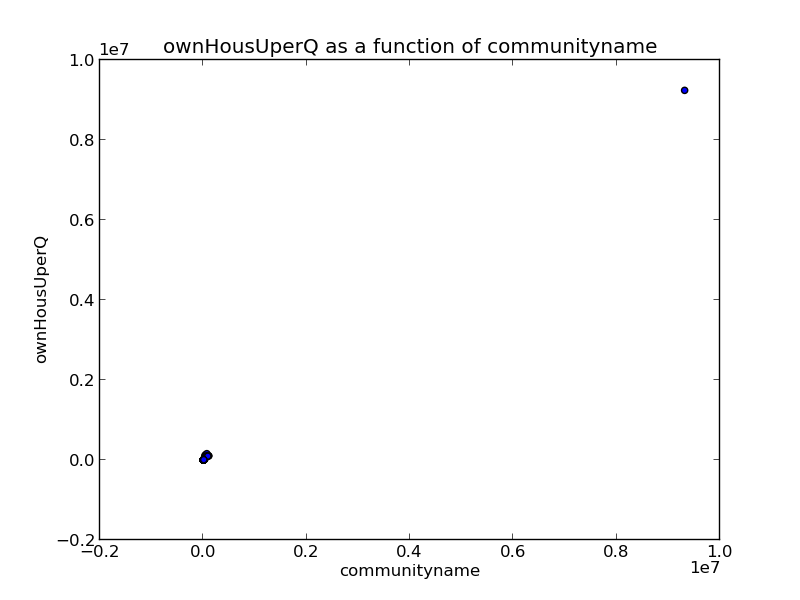 ownHousUperQ as a function of communityname
1e7
1.0
0.8
0.6
0.4
0.2
0.0
−0.2
ownHousUperQ
−0.2 0.0 0.2 0.4 0.6 0.8 1.0
1e7
communityname